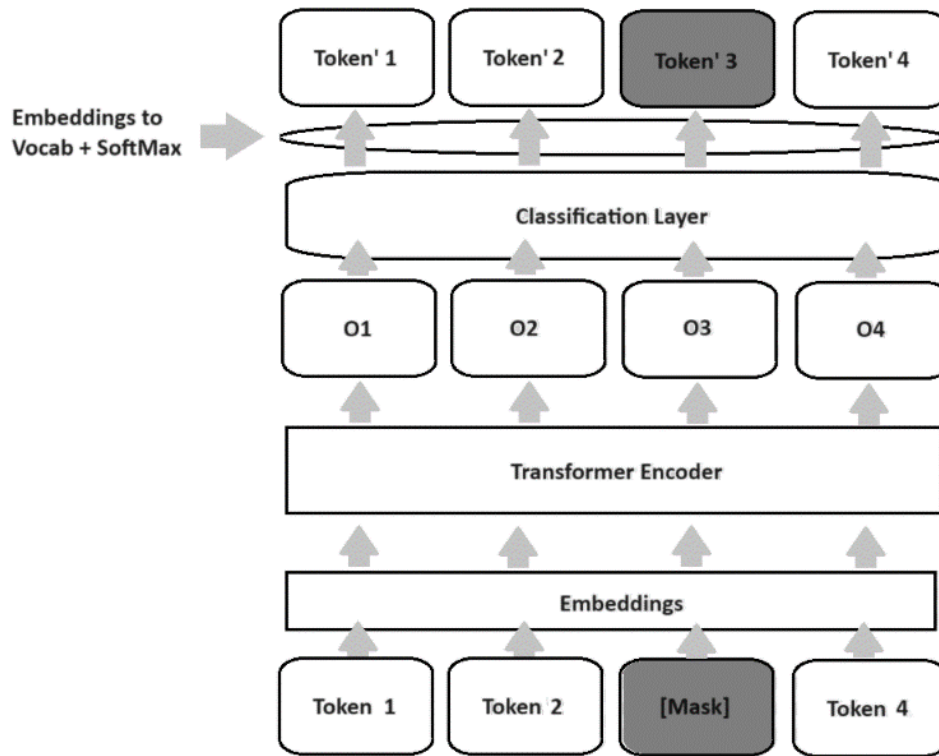 Token' 1
Token' 2
Token' 3
Token' 4
Embeddings to
Vocab + SoftMax
Classification Layer
O1
O2
O3
O4
Transformer Encoder
Embeddings
Token 1
Token 2
[Mask]
Token 4